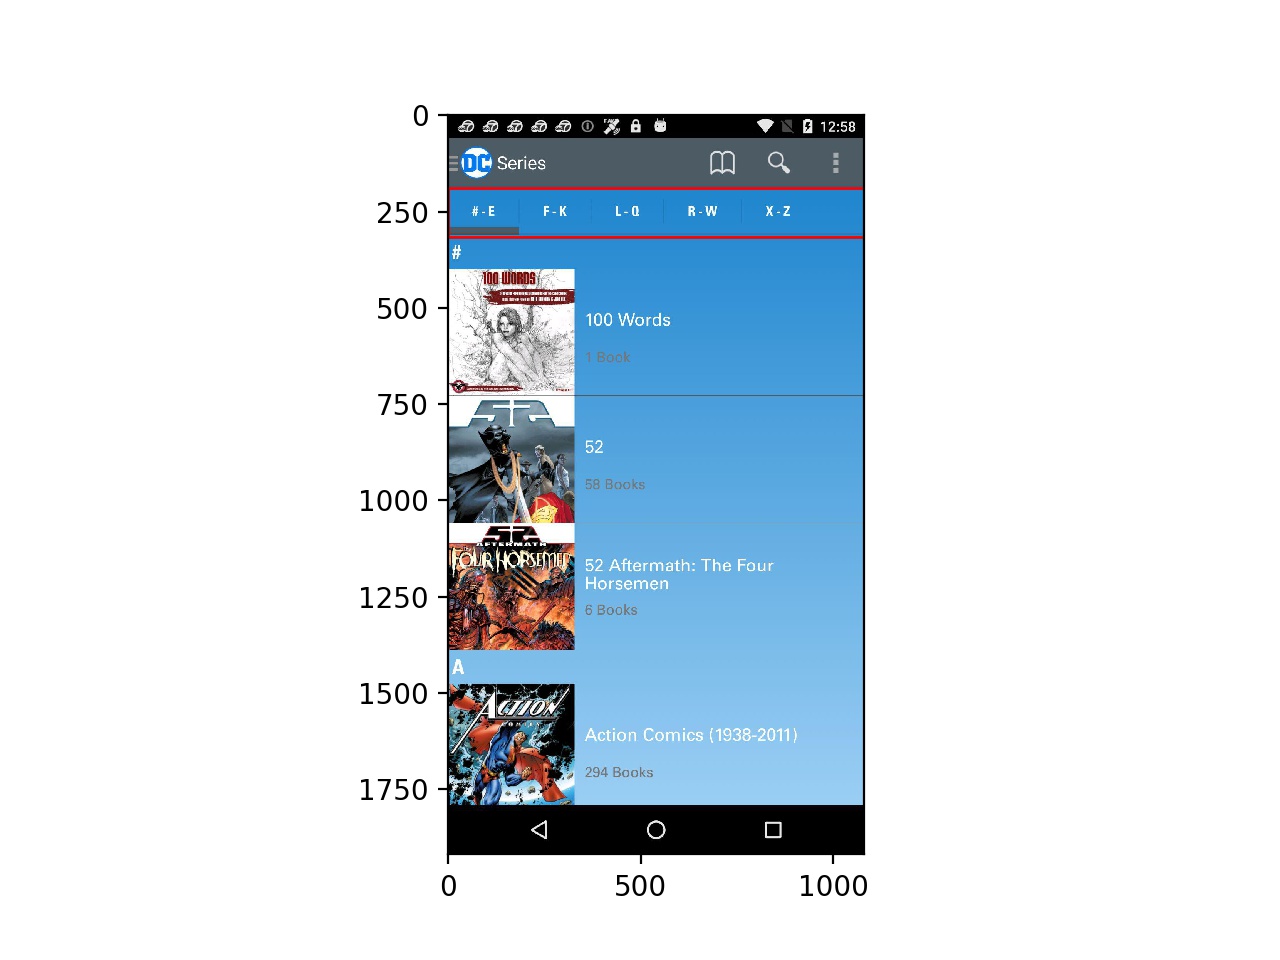 0
12:58
DC Series
250
#-E F-K L-Q R-W X-Z
#
100 WORDS
500
100 Words
1 Book
750
52
58 Books
1000
52
AFTERMATH
FOUR HORSEMEN
52 Aftermath: The Four
Horsemen
1250
6 Books
A
1500
ACTION
COMICS
Action Comics (1938-2011)
294 Books
1750
0 500 1000